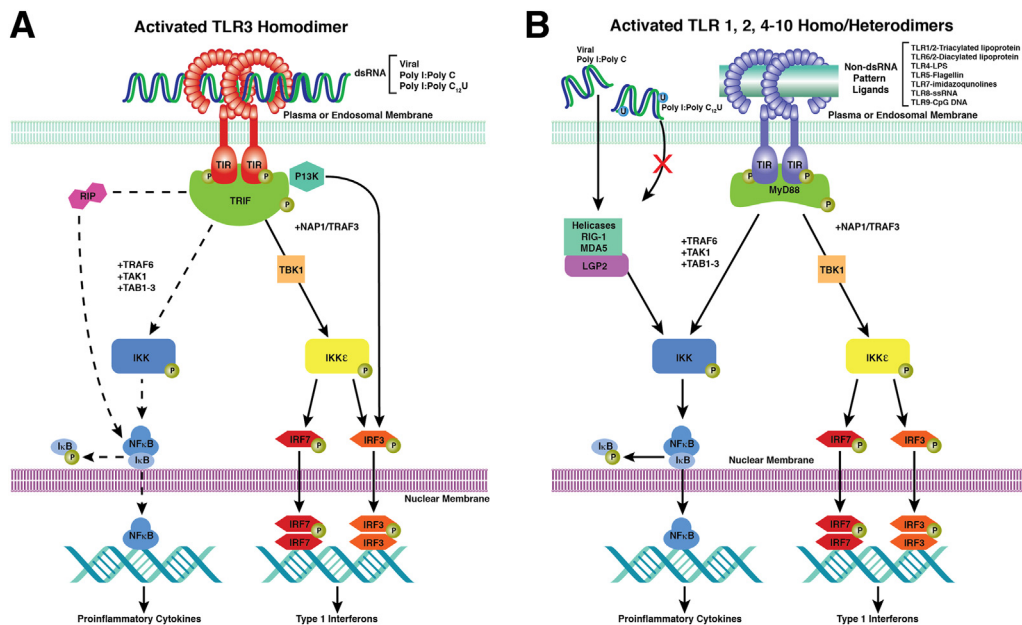 A
Activated TLR3 Homodimer
dsRNA
Viral
Poly I:Poly C
Poly I:Poly C12U
Plasma or Endosomal Membrane
TIR
TIR
P
P
P13K
RIP
TRIF
P
+NAP1/TRAF3
+TRAF6
+TAK1
+TAB1-3
TBK1
IKK
P
IKKε
P
IκB
P
NFκB
IκB
IRF7
P
IRF3
P
Nuclear Membrane
NFκB
IRF7
P
IRF7
IRF3
P
IRF3
Proinflammatory Cytokines
Type 1 Interferons
B
Activated TLR 1, 2, 4-10 Homo/Heterodimers
Viral
Poly I:Poly C
U
U
Poly I:Poly C12U
Non-dsRNA
Pattern
Ligands
TLR1/2-Triacylated lipoprotein
TLR6/2-Diacylated lipoprotein
TLR4-LPS
TLR5-Flagellin
TLR7-imidazoqunolines
TLR8-ssRNA
TLR9-CpG DNA
Plasma or Endosomal Membrane
X
TIR
TIR
P
P
MyD88
P
+NAP1/TRAF3
Helicases
RIG-1
MDA5
LGP2
+TRAF6
+TAK1
+TAB1-3
TBK1
IKK
P
IKKε
P
IκB
P
NFκB
IκB
IRF7
P
IRF3
P
Nuclear Membrane
NFκB
IRF7
P
IRF7
IRF3
P
IRF3
Proinflammatory Cytokines
Type 1 Interferons